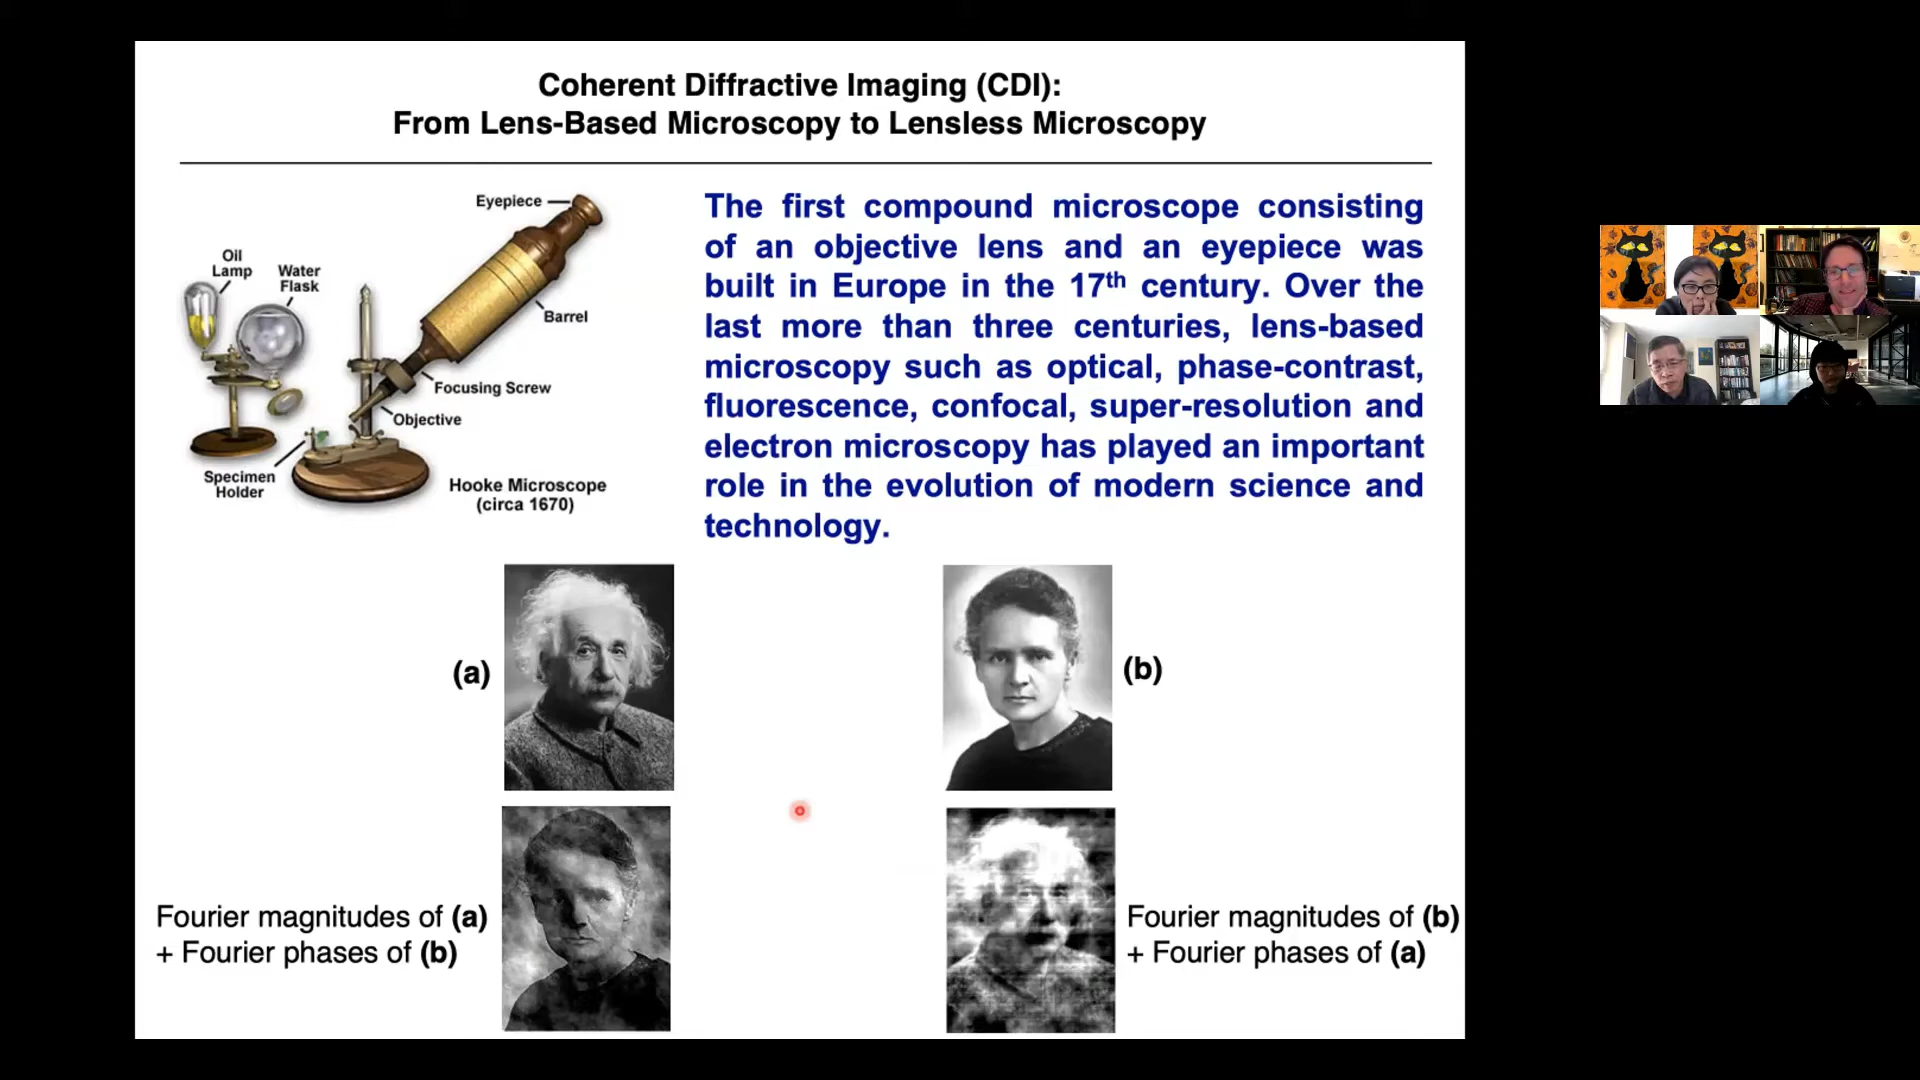 Coherent Diffractive Imaging (CDI):
From Lens-Based Microscopy to Lensless Microscopy
Eyepiece
Oil
Lamp
Water
Flask
Barrel
Focusing Screw
Objective
Specimen
Holder
Hooke Microscope
(circa 1670)
The first compound microscope consisting
of an objective lens and an eyepiece was
built in Europe in the 17th century. Over the
last more than three centuries, lens-based
microscopy such as optical, phase-contrast,
fluorescence, confocal, super-resolution and
electron microscopy has played an important
role in the evolution of modern science and
technology.
(a)
(b)
Fourier magnitudes of (a)
+ Fourier phases of (b)
Fourier magnitudes of (b)
+ Fourier phases of (a)